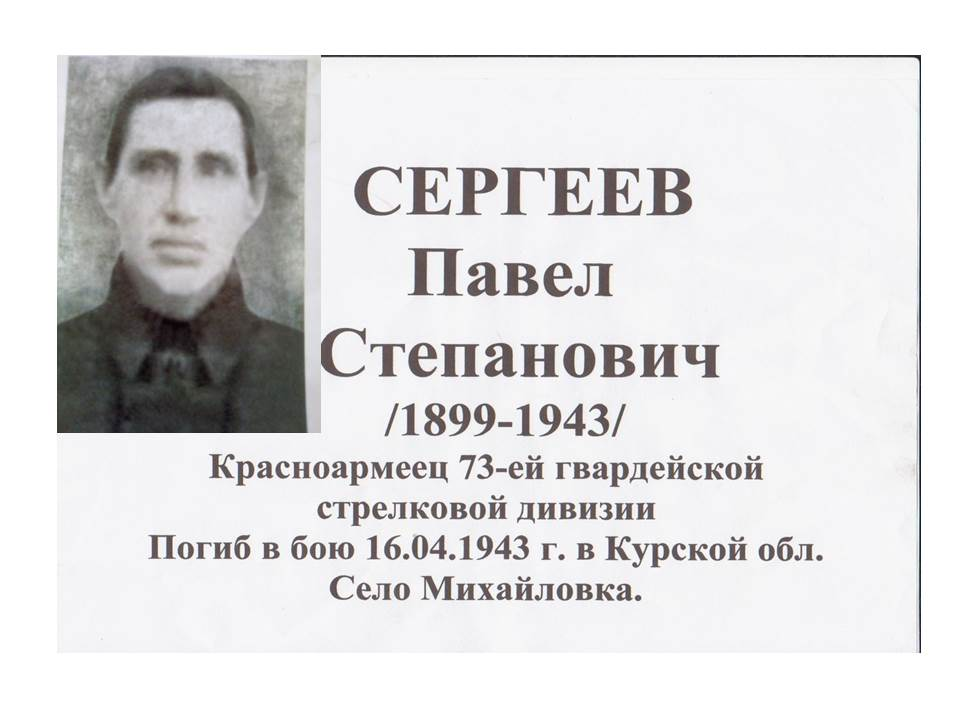 СЕРГЕЕВ
Павел
Степанович
/1899-1943/
Красноармеец 73-ей гвардейской
стрелковой дивизии
Погиб в бою 16.04.1943 г. в Курской обл.
Село Михайловка.